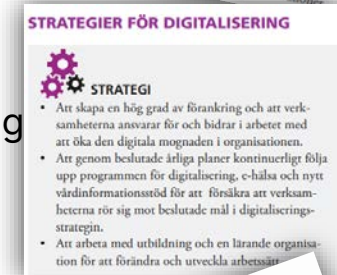 STRATEGIER FÖR DIGITALISERING
STRATEGI
g
• Att skapa en hög grad av förankring och att verk-
samheterna ansvarar för och bidrar i arbetet med
att öka den digitala mognaden i organisationen.
• Att genom beslutade årliga planer kontinuerligt följa
upp programmen för digitalisering, e-hälsa och nytt
vårdinformationsstöd för att försäkra att verksam-
heterna rör sig mot beslutade mål i digitaliserings-
strategin.
• Att arbeta med utbildning och en lärande organisa-
tion för att förändra och utveckla arbetssätt